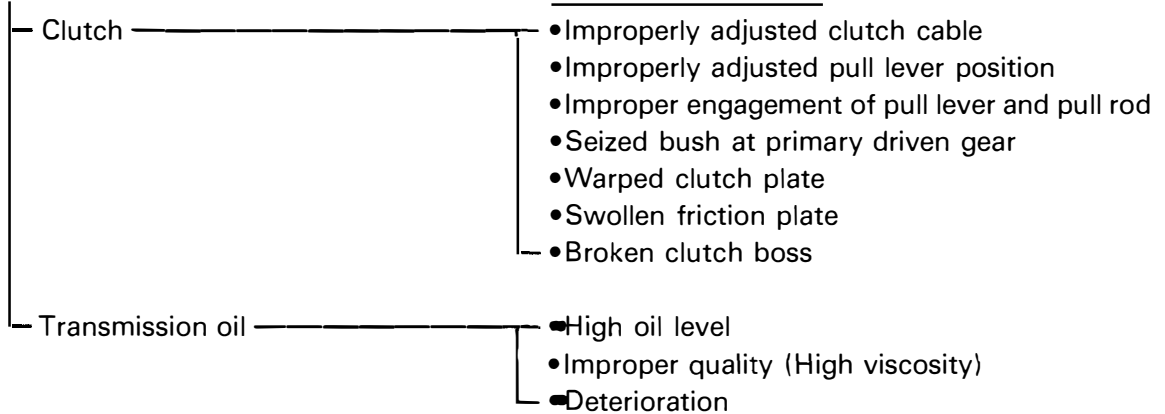 Clutch •Improperly adjusted clutch cable
•Improperly adjusted pull lever position
•Improper engagement of pull lever and pull rod
•Seized bush at primary driven gear
•Warped clutch plate
•Swollen friction plate
•Broken clutch boss
Transmission oil •High oil level
•Improper quality (High viscosity)
•Deterioration